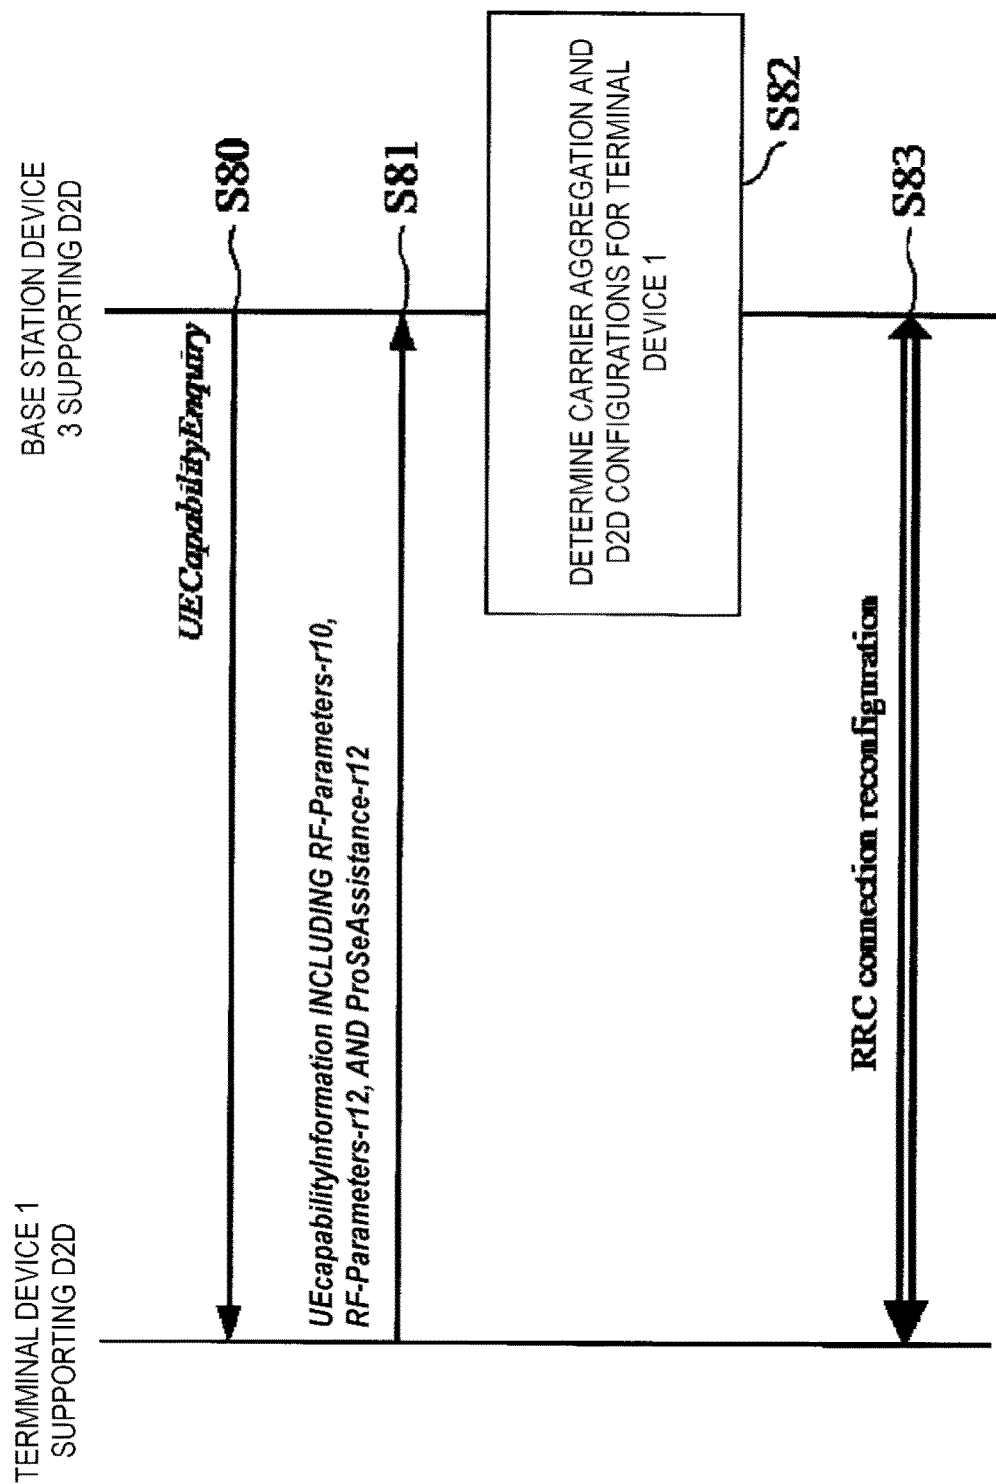 TERMMINAL DEVICE 1
SUPPORTING D2D
BASE STATION DEVICE
3 SUPPORTING D2D
UECapabilityEnquiry
S80
UEcapabilityInformation INCLUDING RF-Parameters-r10,
RF-Parameters-r12, AND ProSeAssistance-r12
S81
DETERMINE CARRIER AGGREGATION AND
D2D CONFIGURATIONS FOR TERMINAL
DEVICE 1
S82
RRC connection reconfiguration
S83